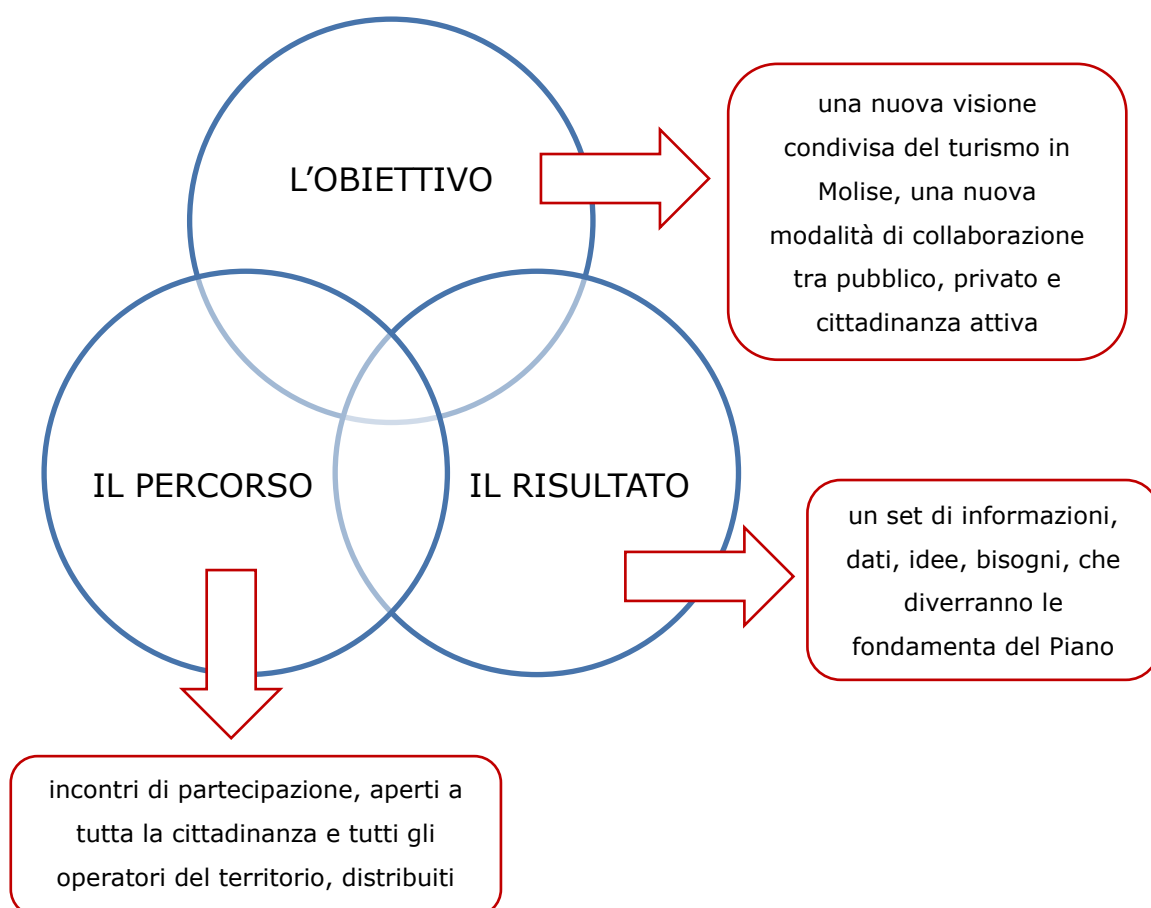 L'OBIETTIVO
una nuova visione
condivisa del turismo in
Molise, una nuova
modalità di collaborazione
tra pubblico, privato e
cittadinanza attiva
IL PERCORSO
IL RISULTATO
un set di informazioni,
dati, idee, bisogni, che
diverranno le
fondamenta del Piano
incontri di partecipazione, aperti a
tutta la cittadinanza e tutti gli
operatori del territorio, distribuiti